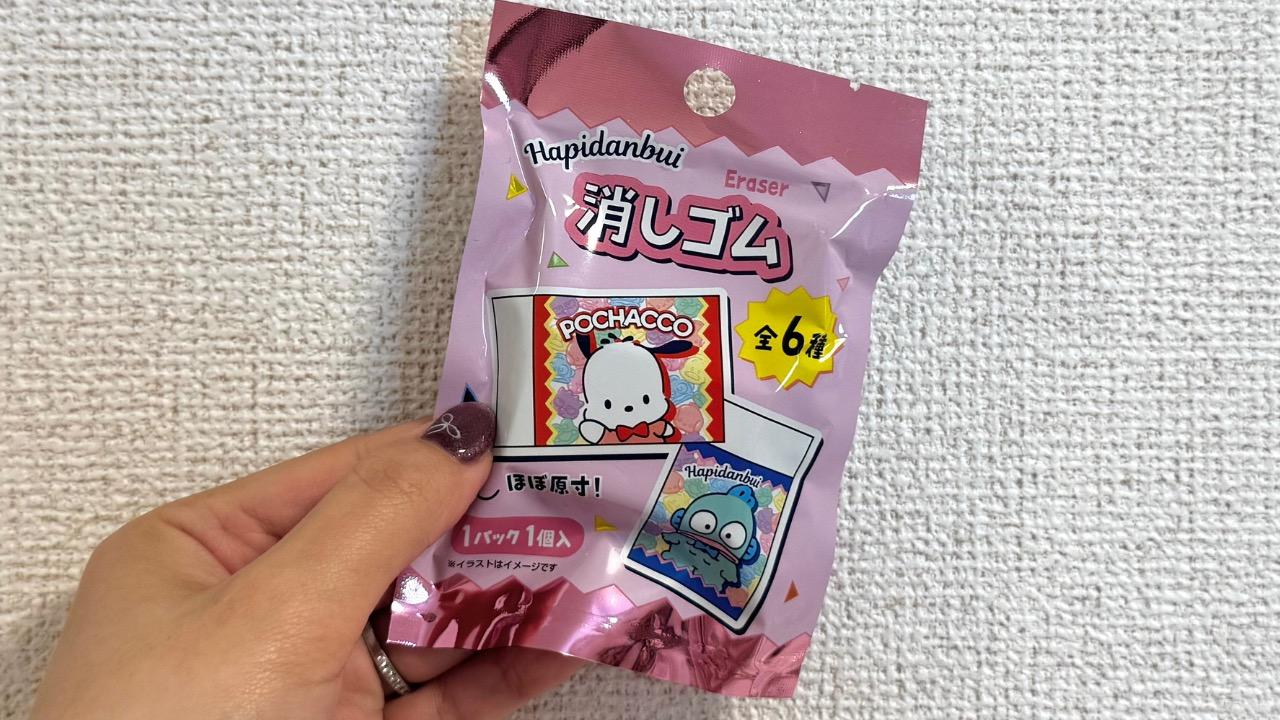 Hapidanbui
Eraser
消しゴム
POCHACCO
全6種
Hapidanbui
ほぼ原寸!
1パック1個入
※イラストはイメージです